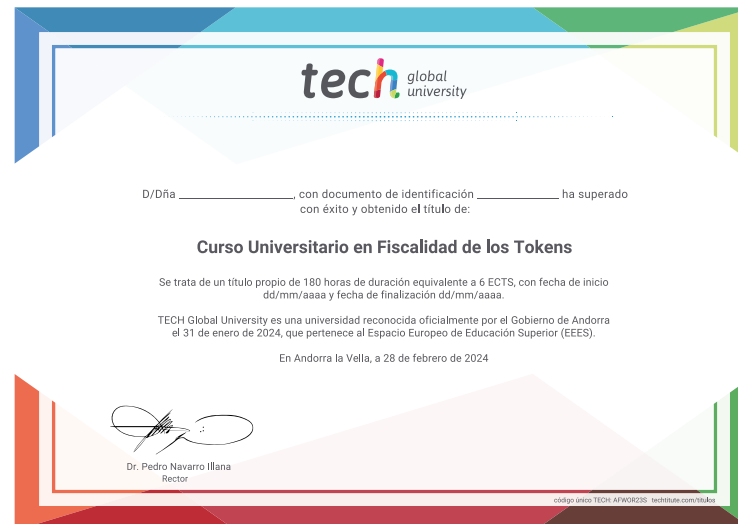 tech global university
D/Dña ____________________, con documento de identificación ______________ ha superado
con éxito y obtenido el título de:
Curso Universitario en Fiscalidad de los Tokens
Se trata de un título propio de 180 horas de duración equivalente a 6 ECTS, con fecha de inicio
dd/mm/aaaa y fecha de finalización dd/mm/aaaa.
TECH Global University es una universidad reconocida oficialmente por el Gobierno de Andorra
el 31 de enero de 2024, que pertenece al Espacio Europeo de Educación Superior (EEES).
En Andorra la Vella, a 28 de febrero de 2024
Dr. Pedro Navarro Illana
Rector
código único TECH: AFWOR23S techtitute.com/titulos